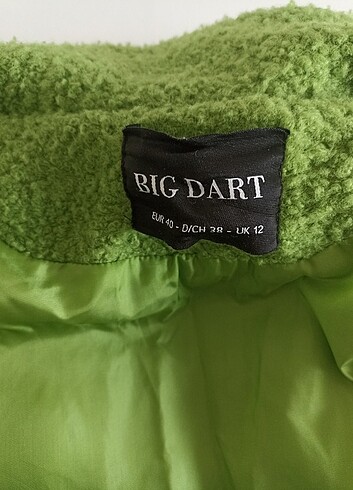 BIG DART
EUR 40 - D/CH 38 - UK 12